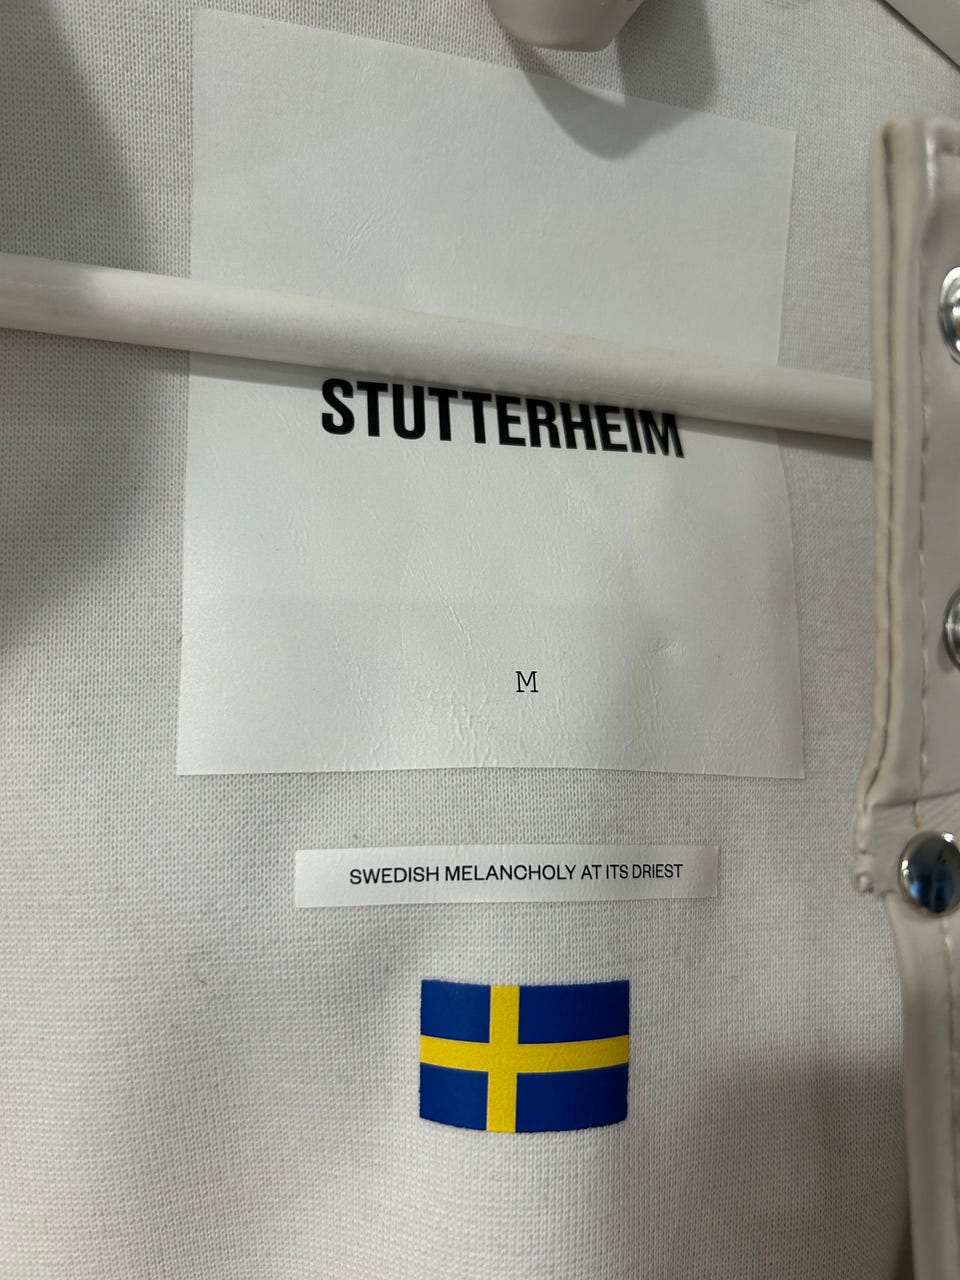 STUTTERHEIM
M
SWEDISH MELANCHOLY AT ITS DRIEST